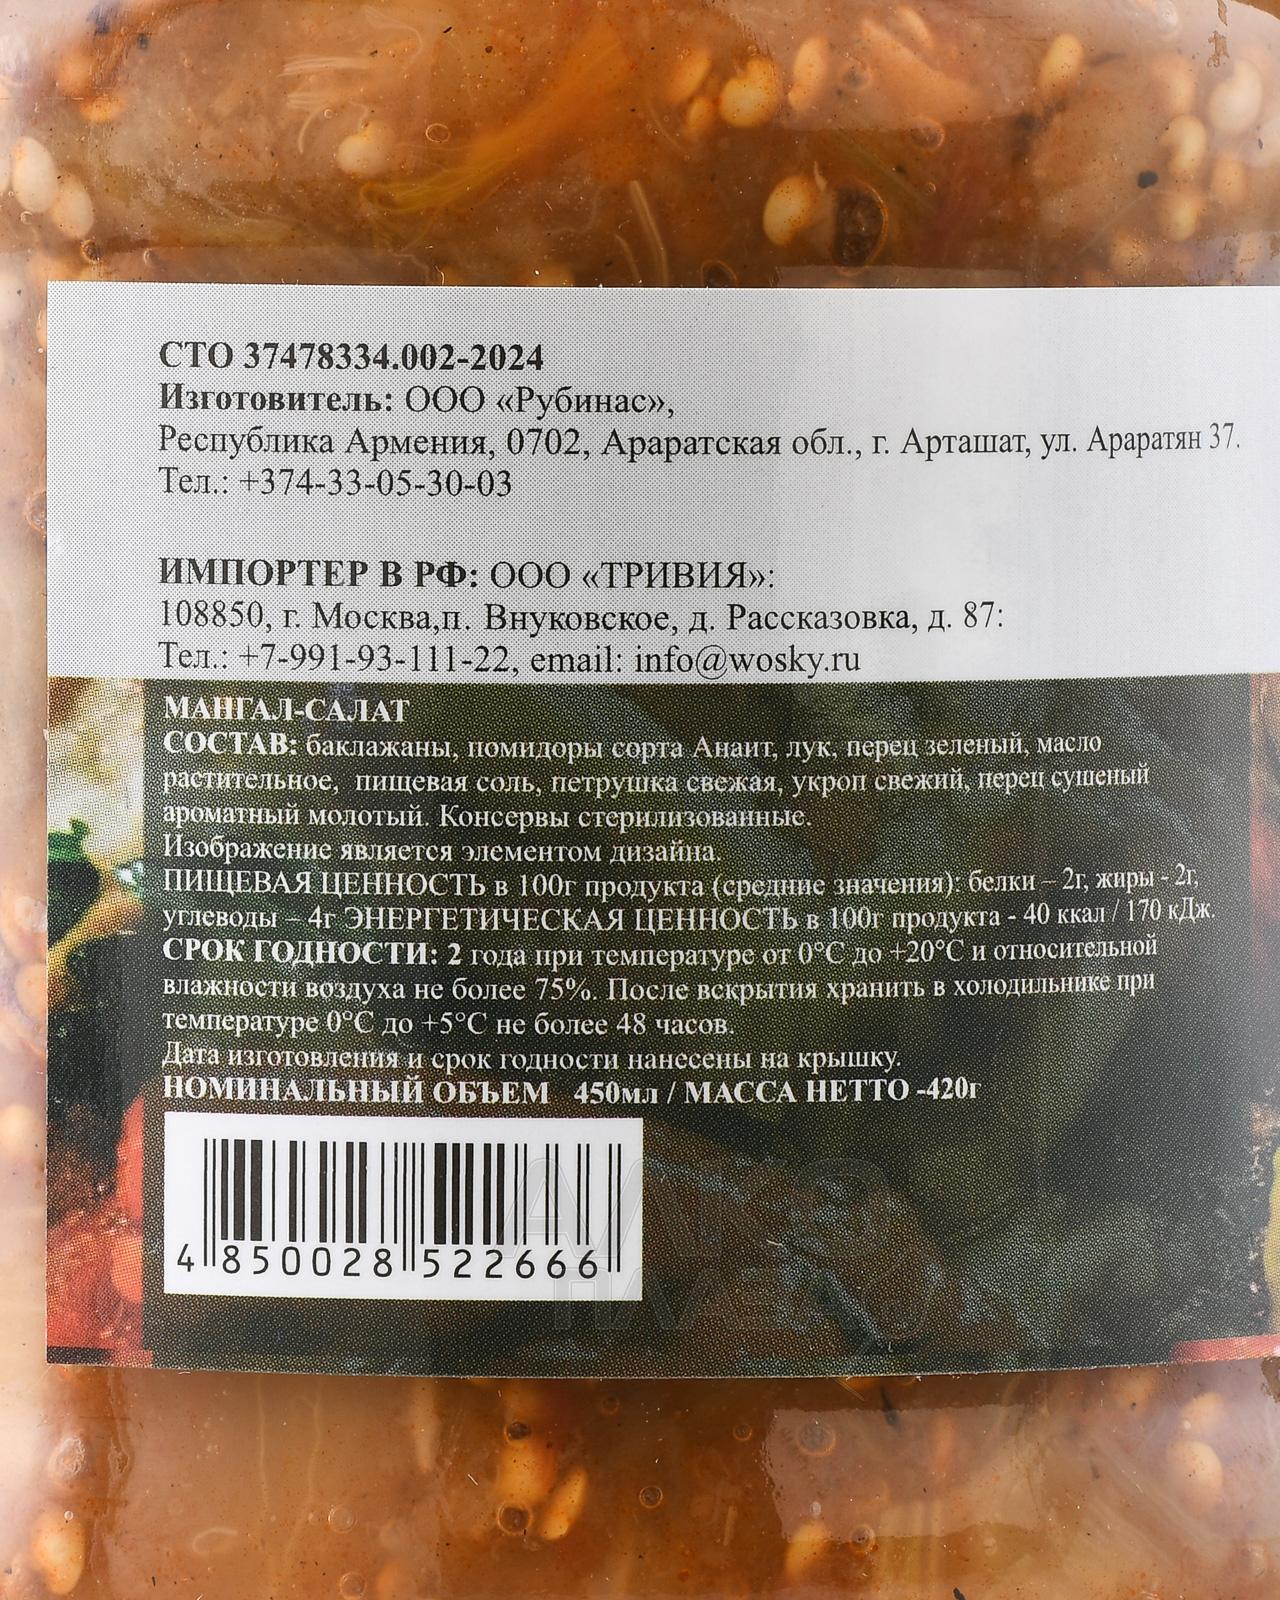 СТО 37478334.002-2024
Изготовитель: ООО «Рубинас»,
Республика Армения, 0702, Араратская обл., г. Арташат, ул. Араратян 37.
Тел.: +374-33-05-30-03
ИМПОРТЕР В РФ: ООО «ТРИВИЯ»:
108850, г. Москва,п. Внуковское, д. Рассказовка, д. 87:
Тел.: +7-991-93-111-22, email: info@wosky.ru
МАНГАЛ-САЛАТ
СОСТАВ: баклажаны, помидоры сорта Анаит, лук, перец зеленый, масло
растительное, пищевая соль, петрушка свежая, укроп свежий, перец сушеный
ароматный молотый. Консервы стерилизованные.
Изображение является элементом дизайна.
ПИЩЕВАЯ ЦЕННОСТЬ в 100г продукта (средние значения): белки – 2г, жиры - 2г,
углеводы – 4г ЭНЕРГЕТИЧЕСКАЯ ЦЕННОСТЬ в 100г продукта - 40 ккал / 170 кДж.
СРОК ГОДНОСТИ: 2 года при температуре от 0°С до +20°С и относительной
влажности воздуха не более 75%. После вскрытия хранить в холодильнике при
температуре 0°С до +5°С не более 48 часов.
Дата изготовления и срок годности нанесены на крышку.
НОМИНАЛЬНЫЙ ОБЪЕМ 450мл / МАССА НЕТТО -420г
4 850028 522666